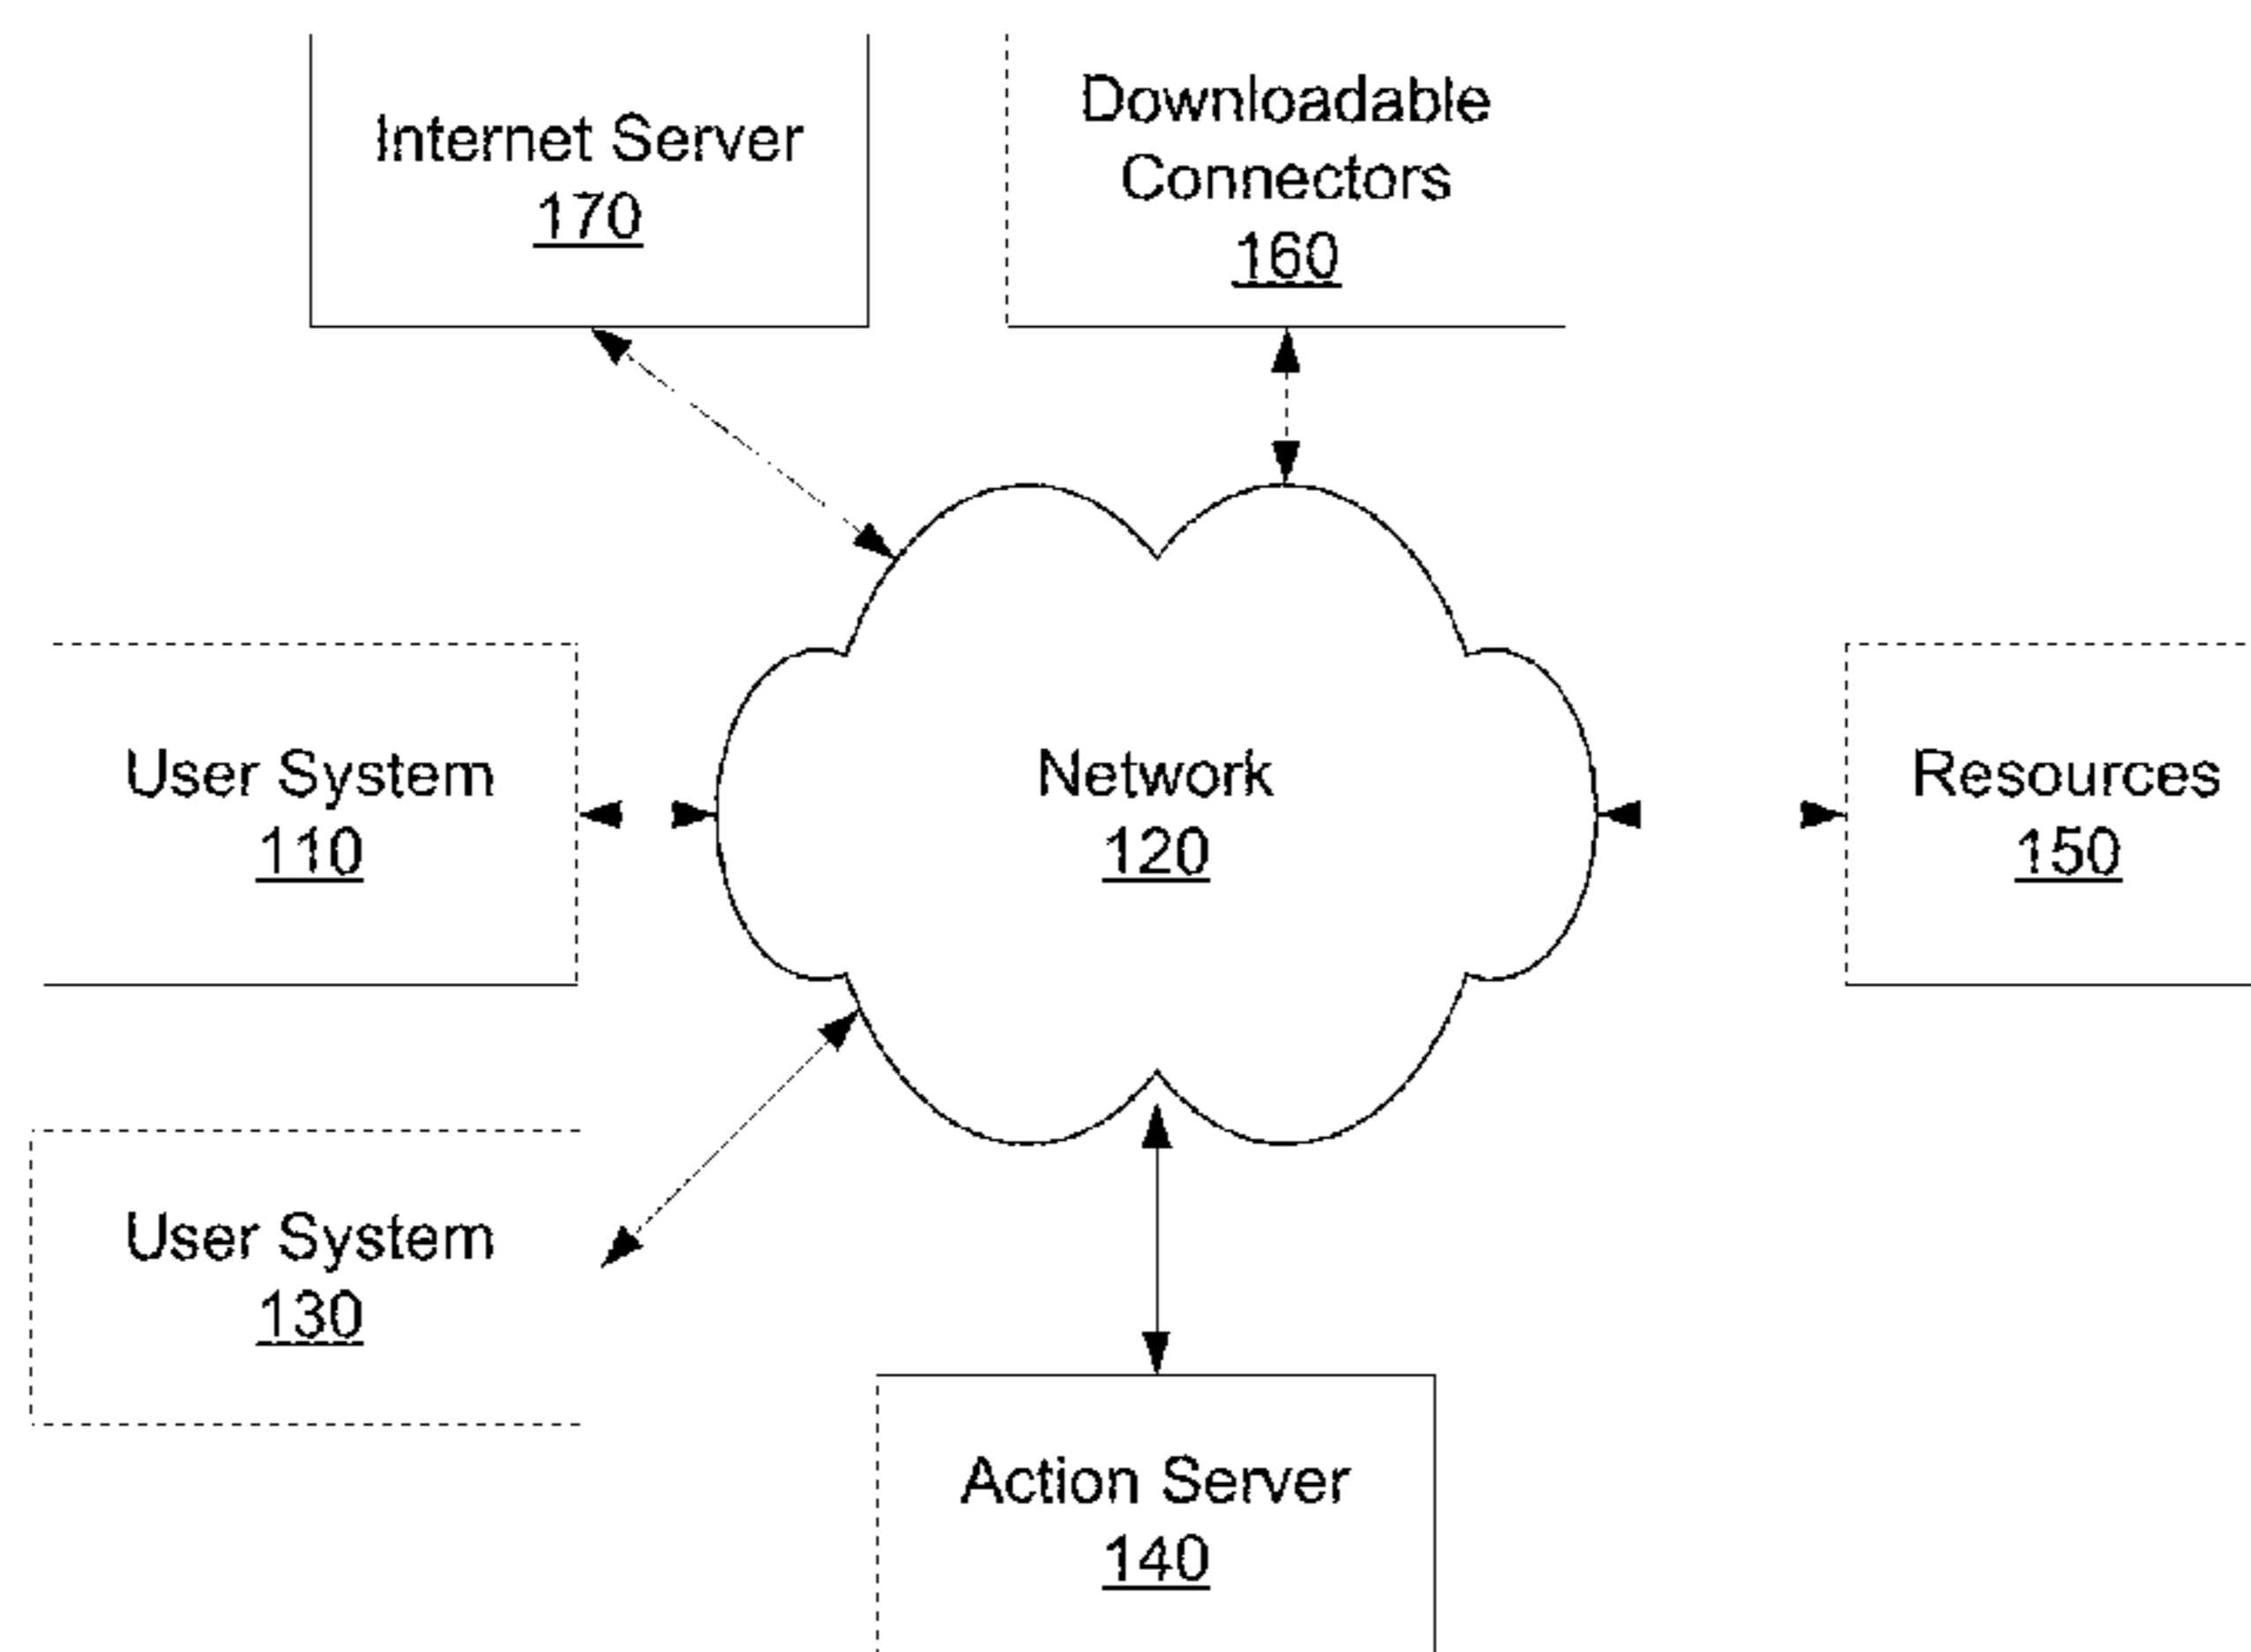 Internet Server
170
Downloadable
Connectors
160
User System
110
Network
120
Resources
150
User System
130
Action Server
140